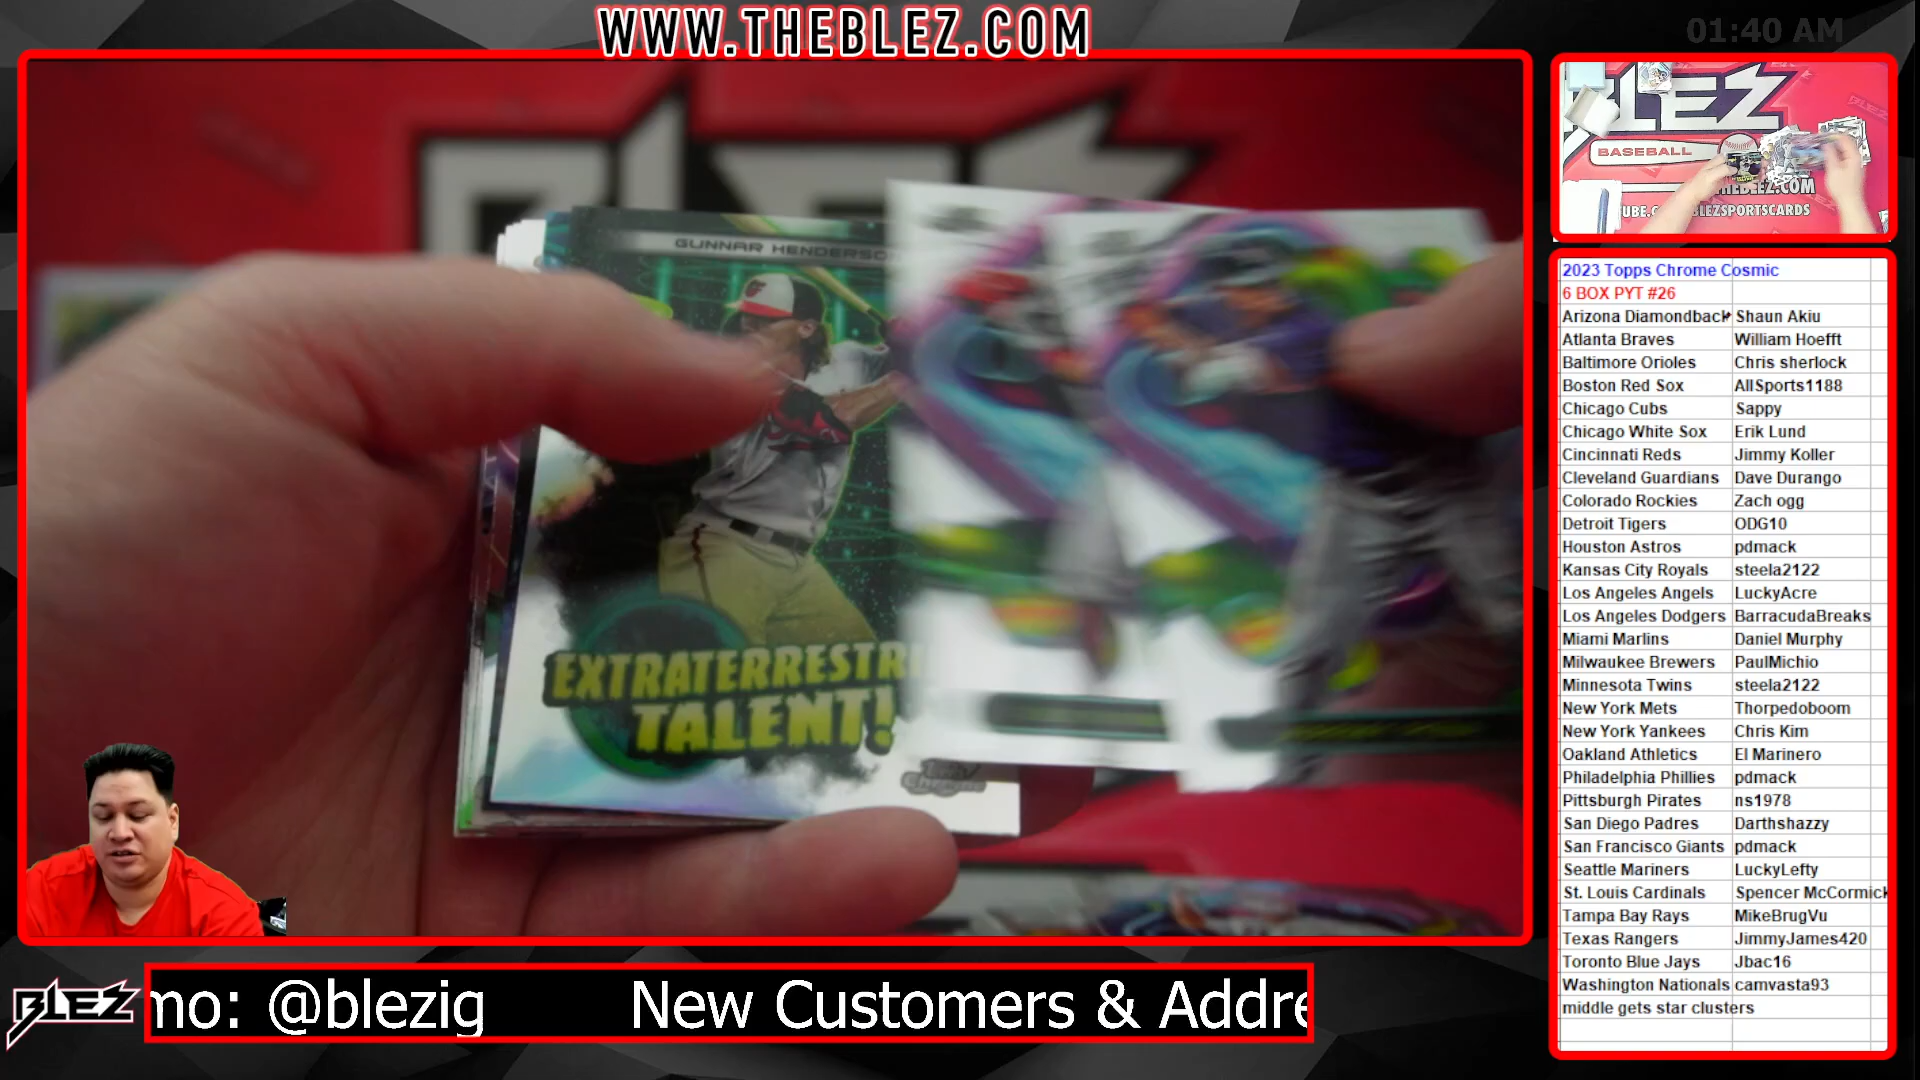 WWW.THEBLEZ.COM
01:40 AM
GUNNAR HENDERSON
EXTRATERRESTRI
TALENT!
Topps
Chrome
BLEZ
BASEBALL
THEBLEZ.COM
UBE.C
BLEZSPORTSCARDS
2023 Topps Chrome Cosmic
6 BOX PYT #26
Arizona Diamondback Shaun Akiu
Atlanta Braves William Hoefft
Baltimore Orioles Chris sherlock
Boston Red Sox AllSports1188
Chicago Cubs Sappy
Chicago White Sox Erik Lund
Cincinnati Reds Jimmy Koller
Cleveland Guardians Dave Durango
Colorado Rockies Zach ogg
Detroit Tigers ODG10
Houston Astros pdmack
Kansas City Royals steela2122
Los Angeles Angels LuckyAcre
Los Angeles Dodgers BarracudaBreaks
Miami Marlins Daniel Murphy
Milwaukee Brewers PaulMichio
Minnesota Twins steela2122
New York Mets Thorpedoboom
New York Yankees Chris Kim
Oakland Athletics El Marinero
Philadelphia Phillies pdmack
Pittsburgh Pirates ns1978
San Diego Padres Darthshazzy
San Francisco Giants pdmack
Seattle Mariners LuckyLefty
St. Louis Cardinals Spencer McCormick
Tampa Bay Rays MikeBrugVu
Texas Rangers JimmyJames420
Toronto Blue Jays Jbac16
Washington Nationals camvasta93
middle gets star clusters
BLEZ
mo: @blezig New Customers & Addre